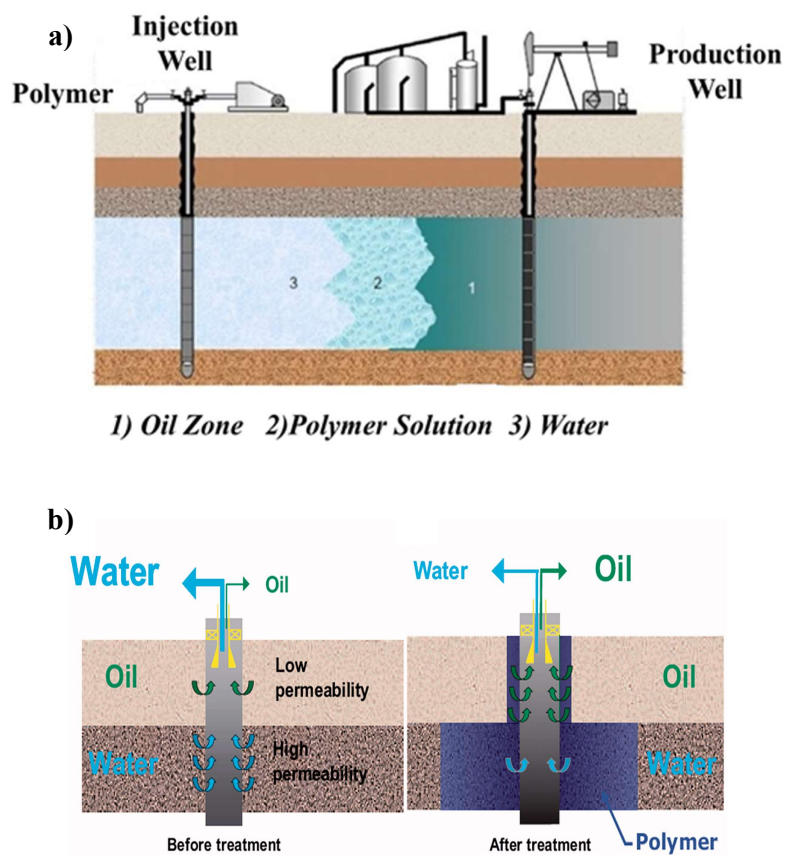 a)
Injection
Well
Polymer
Production
Well
3
2
1
1) Oil Zone 2)Polymer Solution 3) Water
b)
Water
Oil
Oil
Low
permeability
Water
High
permeability
Before treatment
Water
Oil
Oil
Water
After treatment
Polymer